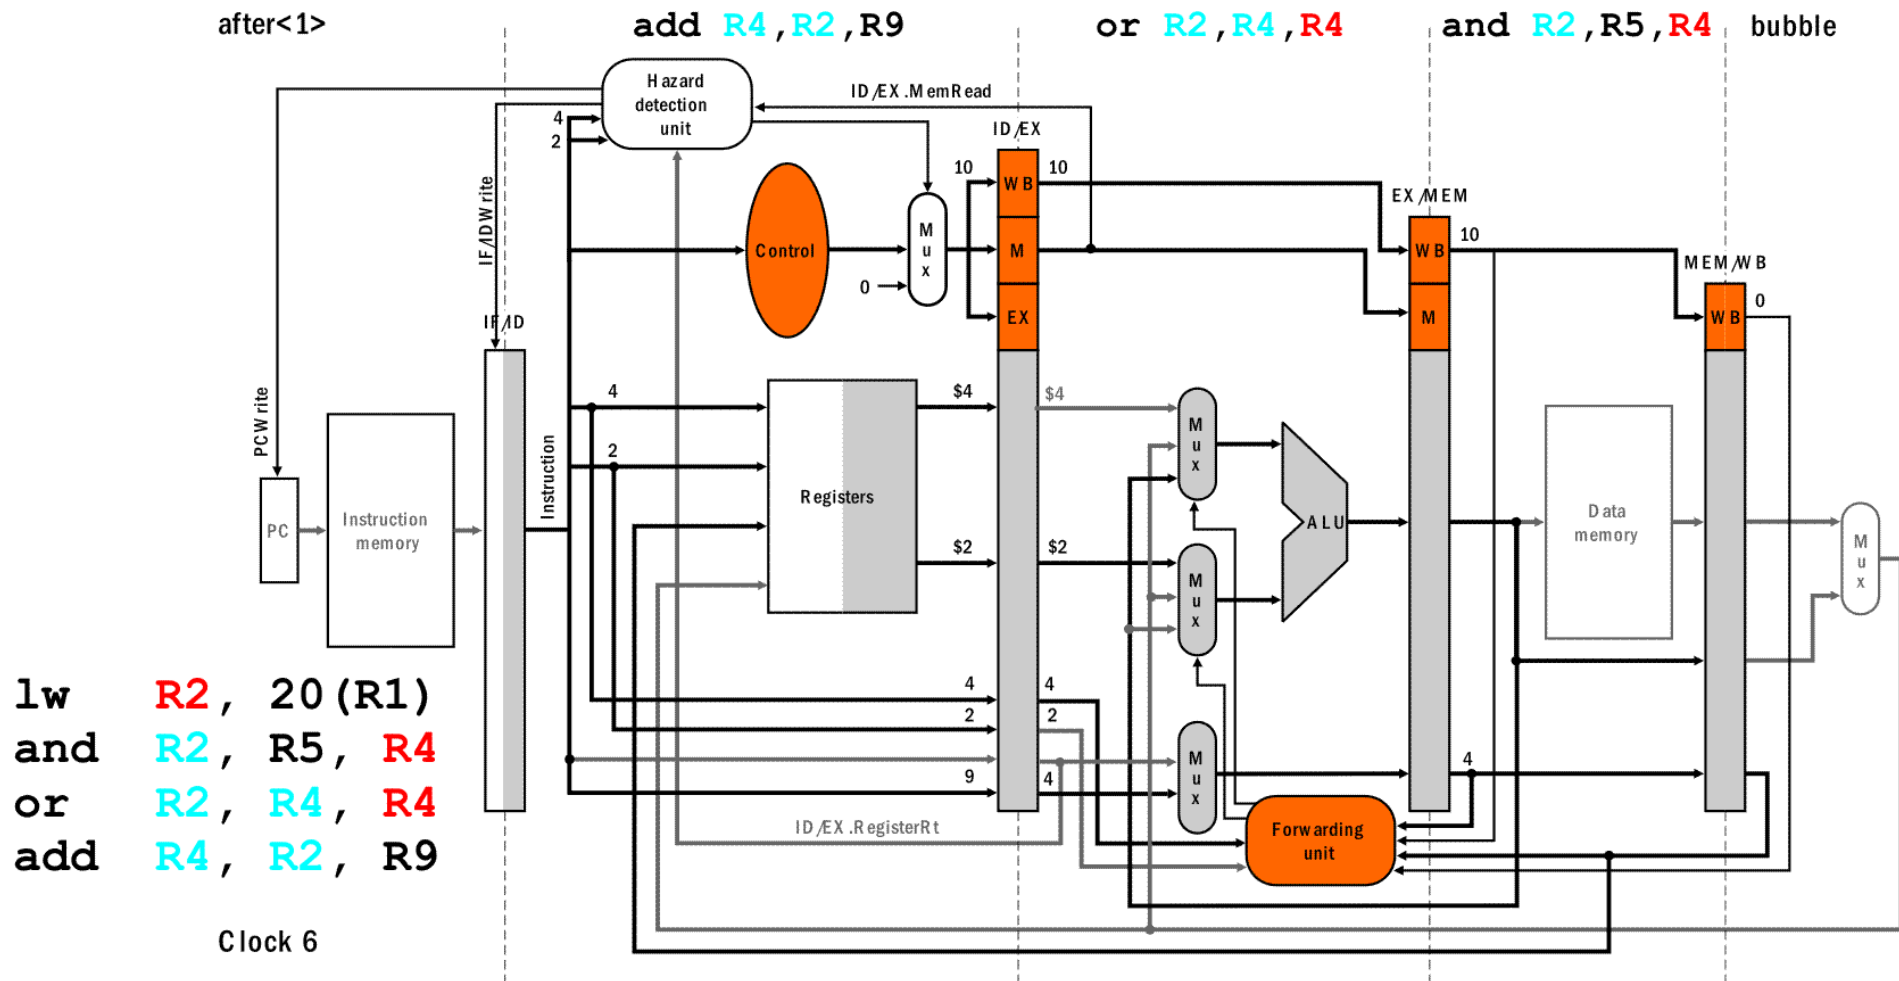 after<1>
add R4,R2,R9
or R2,R4,R4
and R2,R5,R4
bubble
Hazard
detection
unit
ID/EX.MemRead
4
2
ID/EX
IF/IDWrite
10
WB
10
EX/MEM
Control
M
u
x
M
WB
10
MEM/WB
0
0
EX
M
WB
IF/ID
PCWrite
4
$4
$4
M
u
x
Instruction
2
Registers
ALU
Data
memory
PC
Instruction
memory
$2
$2
M
u
x
M
u
x
lw R2, 20(R1)
and R2, R5, R4
or R2, R4, R4
add R4, R2, R9
4
4
2
2
9
4
M
u
x
4
ID/EX.RegisterRt
Forwarding
unit
Clock 6